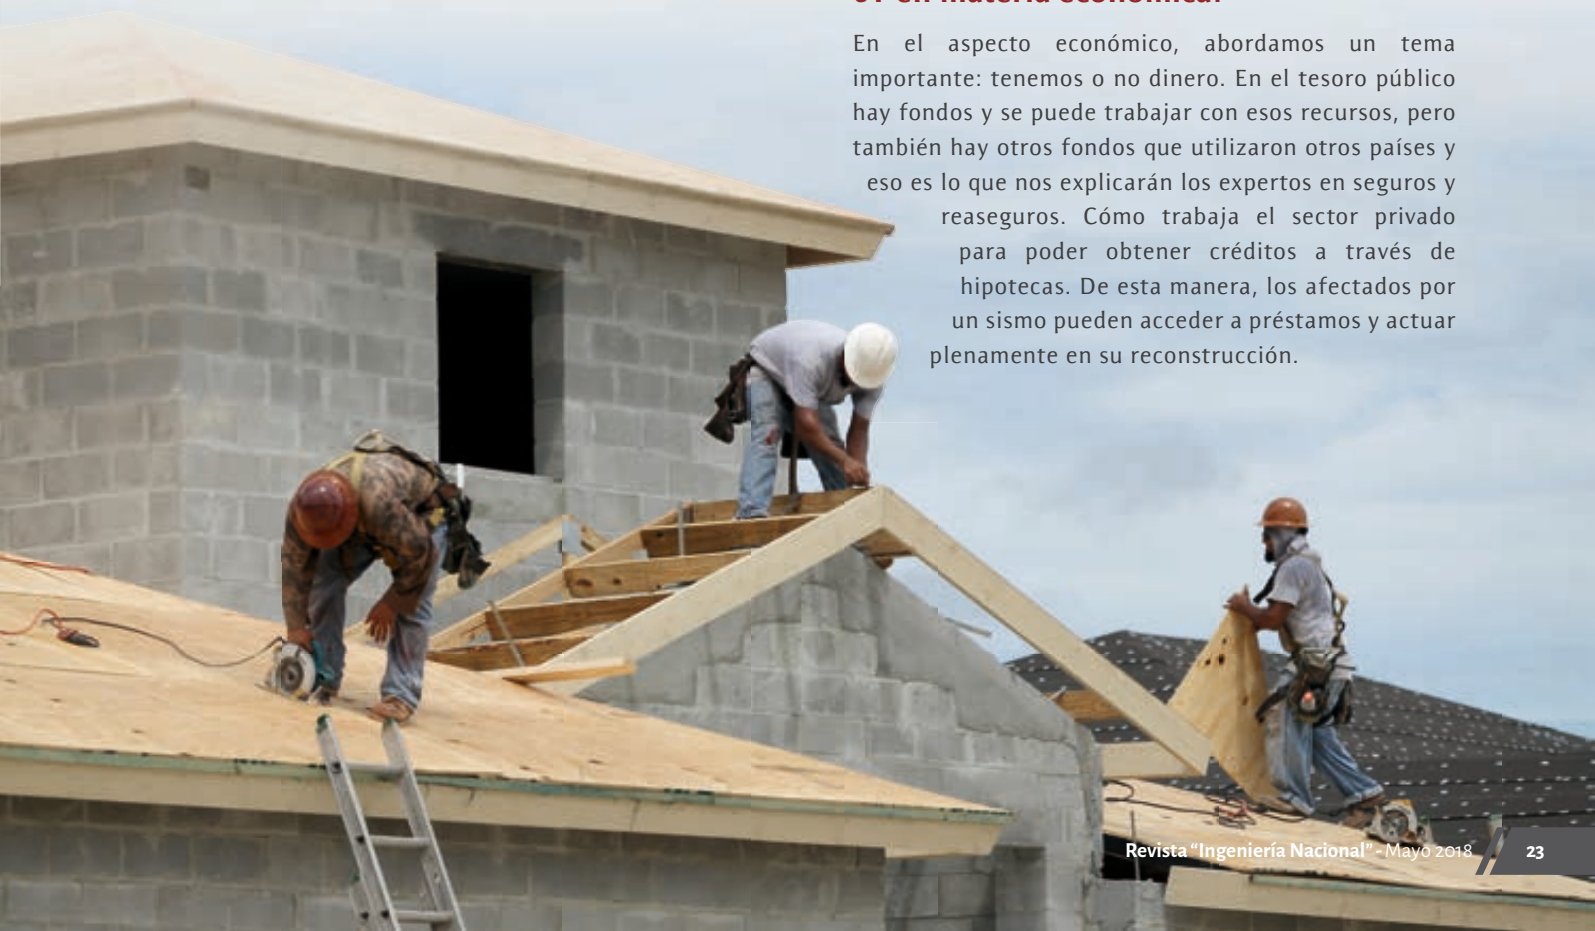 En el aspecto económico, abordamos un tema
importante: tenemos o no dinero. En el tesoro público
hay fondos y se puede trabajar con esos recursos, pero
también hay otros fondos que utilizaron otros países y
eso es lo que nos explicarán los expertos en seguros y
reaseguros. Cómo trabaja el sector privado
para poder obtener créditos a través de
hipotecas. De esta manera, los afectados por
un sismo pueden acceder a préstamos y actuar
plenamente en su reconstrucción.
Revista “Ingeniería Nacional” - Mayo 2018
23